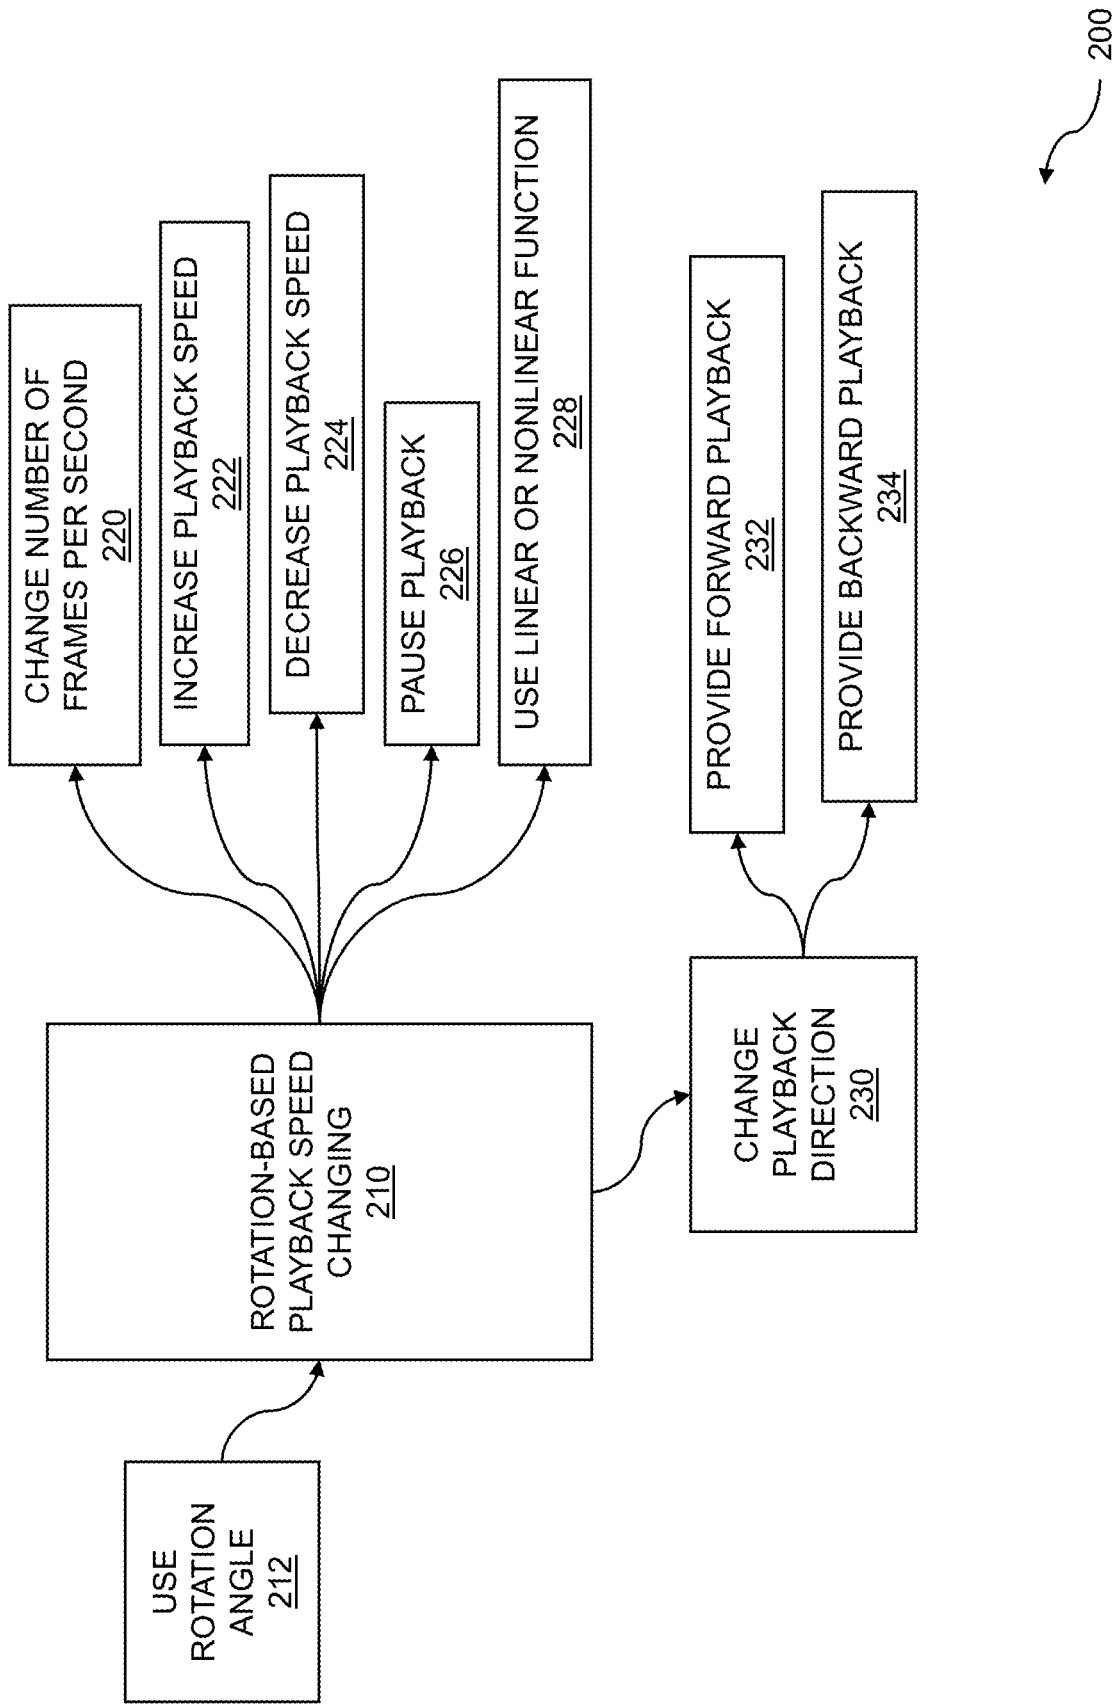 USE
ROTATION
ANGLE
212
ROTATION-BASED
PLAYBACK SPEED
CHANGING
210
CHANGE NUMBER OF
FRAMES PER SECOND
220
INCREASE PLAYBACK SPEED
222
DECREASE PLAYBACK SPEED
224
PAUSE PLAYBACK
226
USE LINEAR OR NONLINEAR FUNCTION
228
CHANGE
PLAYBACK
DIRECTION
230
PROVIDE FORWARD PLAYBACK
232
PROVIDE BACKWARD PLAYBACK
234
200